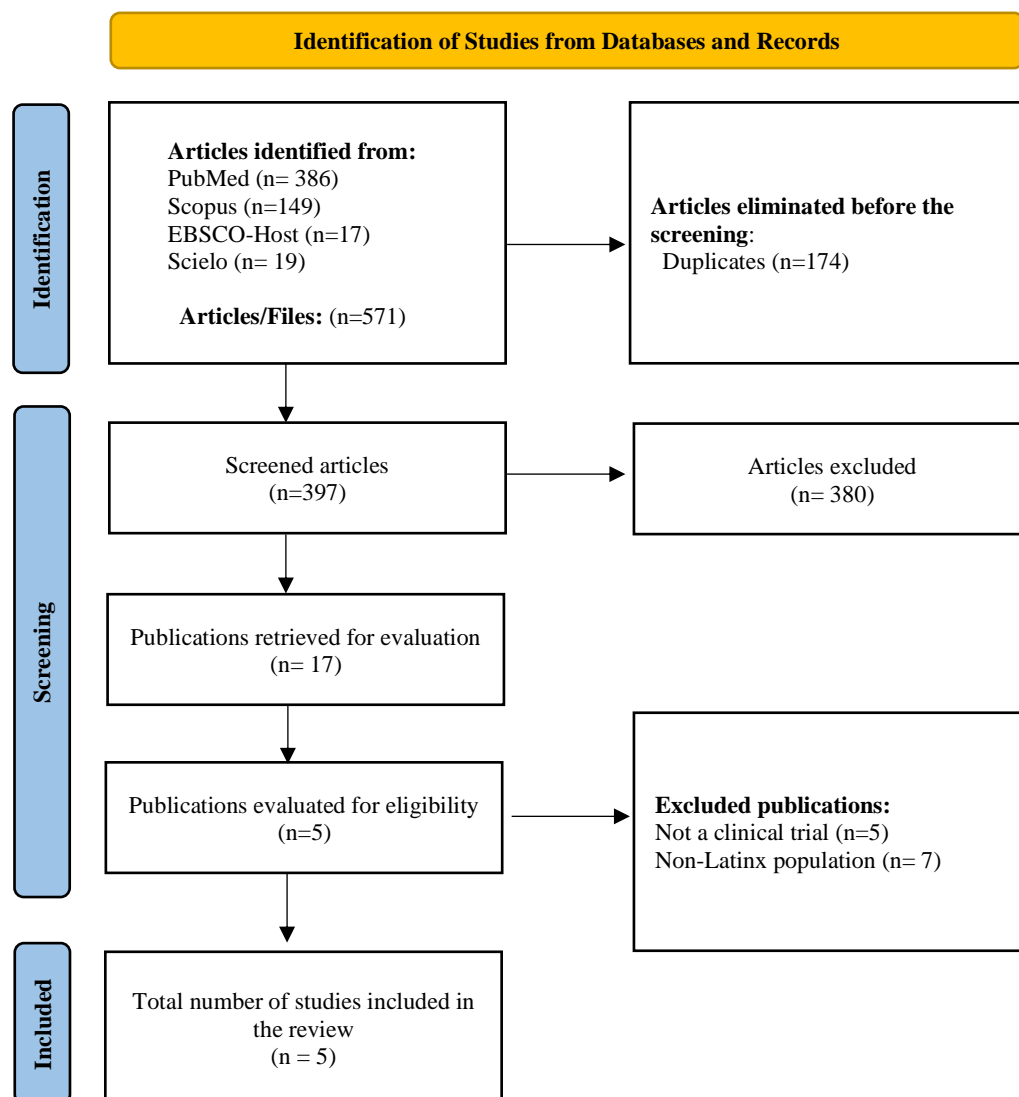 Identification of Studies from Databases and Records
Identification
Articles identified from:
PubMed (n= 386)
Scopus (n=149)
EBSCO-Host (n=17)
Scielo (n= 19)
Articles/Files: (n=571)
Articles eliminated before the
screening:
Duplicates (n=174)
Screening
Screened articles
(n=397)
Articles excluded
(n= 380)
Publications retrieved for evaluation
(n= 17)
Publications evaluated for eligibility
(n=5)
Excluded publications:
Not a clinical trial (n=5)
Non-Latinx population (n= 7)
Included
Total number of studies included in
the review
(n = 5)